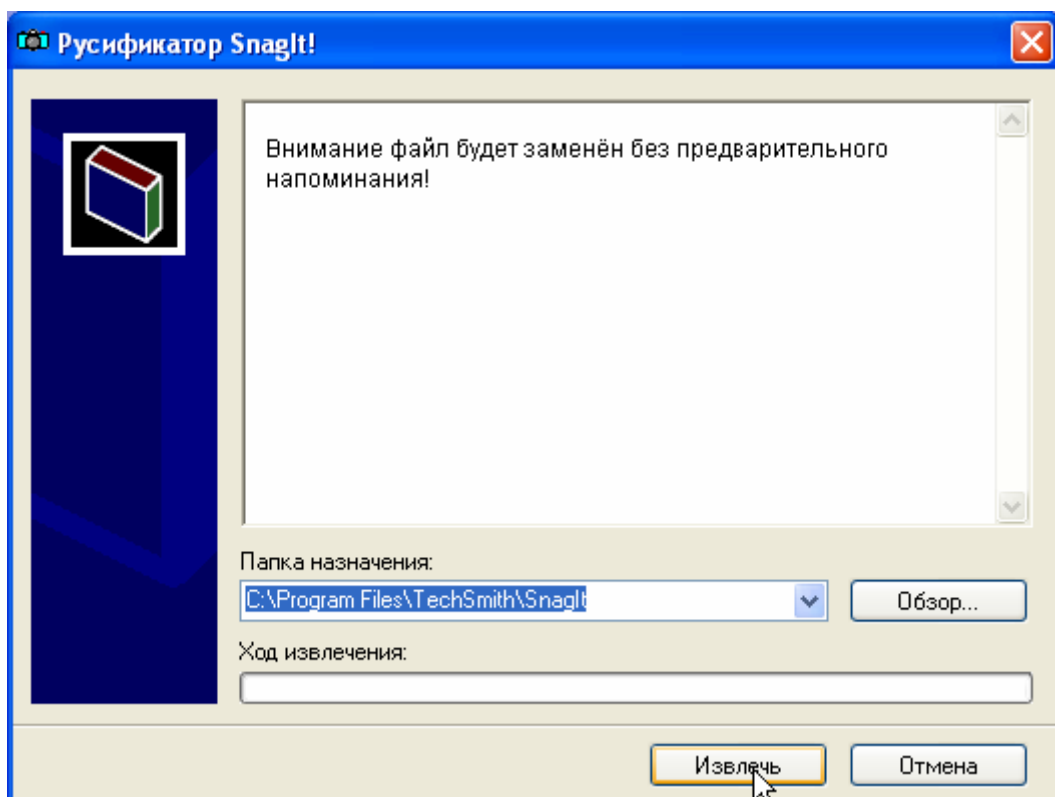 Русификатор SnagIt!
Внимание файл будет заменён без предварительного
напоминания!
Папка назначения:
C:\Program Files\TechSmith\SnagIt
Обзор...
Ход извлечения:
Извлечь
Отмена